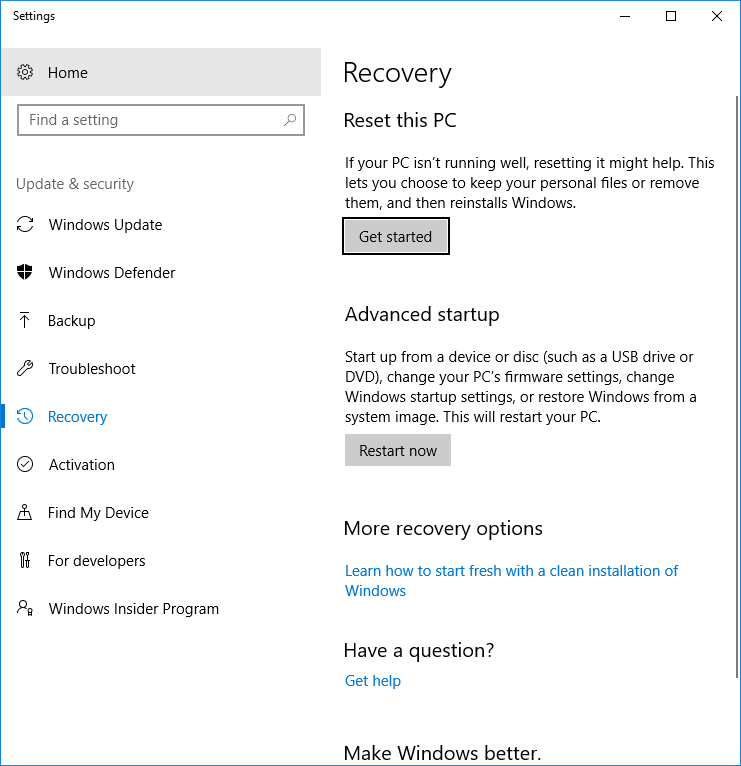 Settings
Home
Find a setting
Update & security
Windows Update
Windows Defender
Backup
Troubleshoot
Recovery
Activation
Find My Device
For developers
Windows Insider Program
Recovery
Reset this PC
If your PC isn't running well, resetting it might help. This
lets you choose to keep your personal files or remove
them, and then reinstalls Windows.
Get started
Advanced startup
Start up from a device or disc (such as a USB drive or
DVD), change your PC's firmware settings, change
Windows startup settings, or restore Windows from a
system image. This will restart your PC.
Restart now
More recovery options
Learn how to start fresh with a clean installation of
Windows
Have a question?
Get help
Make Windows better.